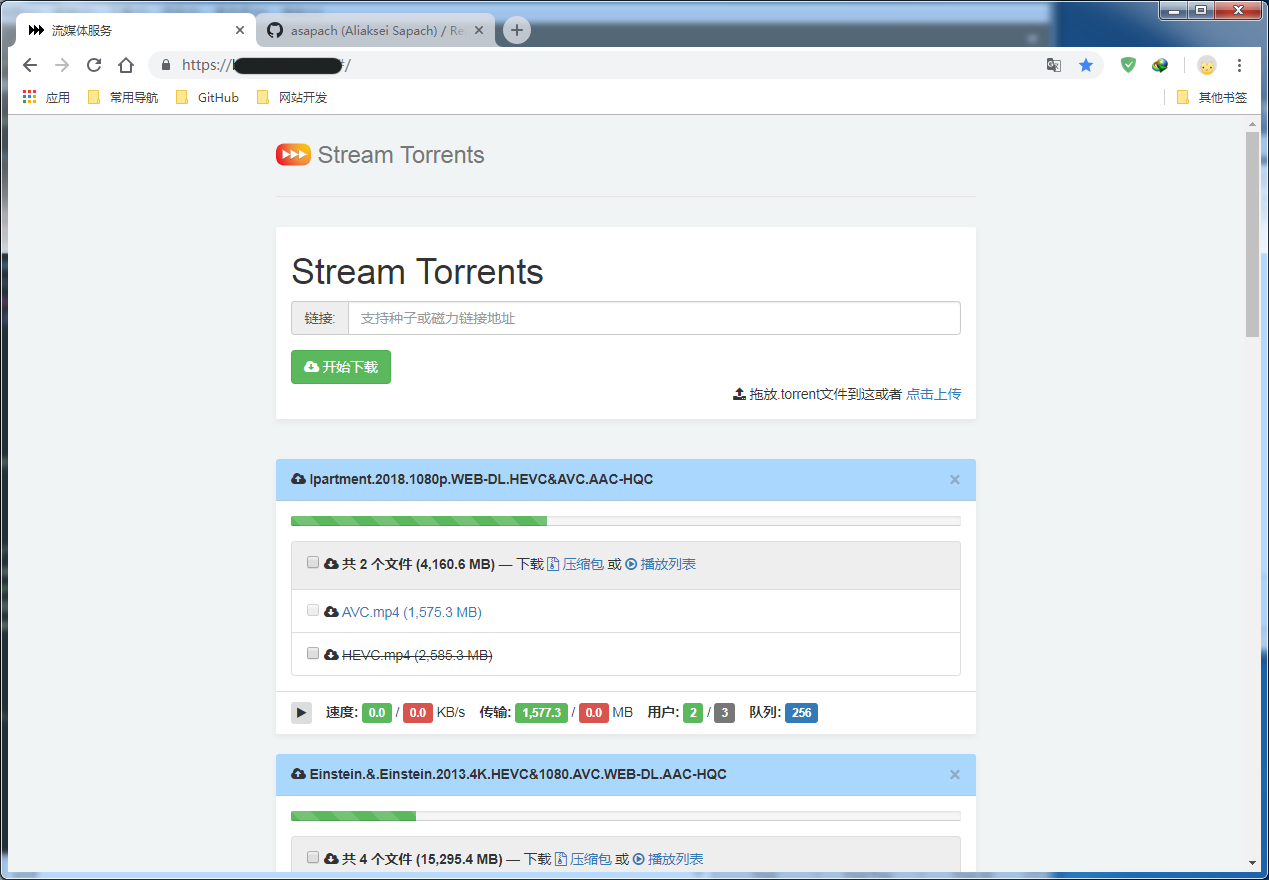 流媒体服务
asapach (Aliaksei Sapach) / Re
https://
#/
应用 常用导航 GitHub 网站开发 其他书签
Stream Torrents
Stream Torrents
链接: 支持种子或磁力链接地址
开始下载
拖放.torrent文件到这或者 点击上传
Ipartment.2018.1080p.WEB-DL.HEVC&AVC.AAC-HQC ×
共 2 个文件 (4,160.6 MB) — 下载 压缩包 或 播放列表
AVC.mp4 (1,575.3 MB)
HEVC.mp4 (2,585.3 MB)
速度: 0.0 / 0.0 KB/s 传输: 1,577.3 / 0.0 MB 用户: 2 / 3 队列: 256
Einstein.&.Einstein.2013.4K.HEVC&1080.AVC.WEB-DL.AAC-HQC ×
共 4 个文件 (15,295.4 MB) — 下载 压缩包 或 播放列表